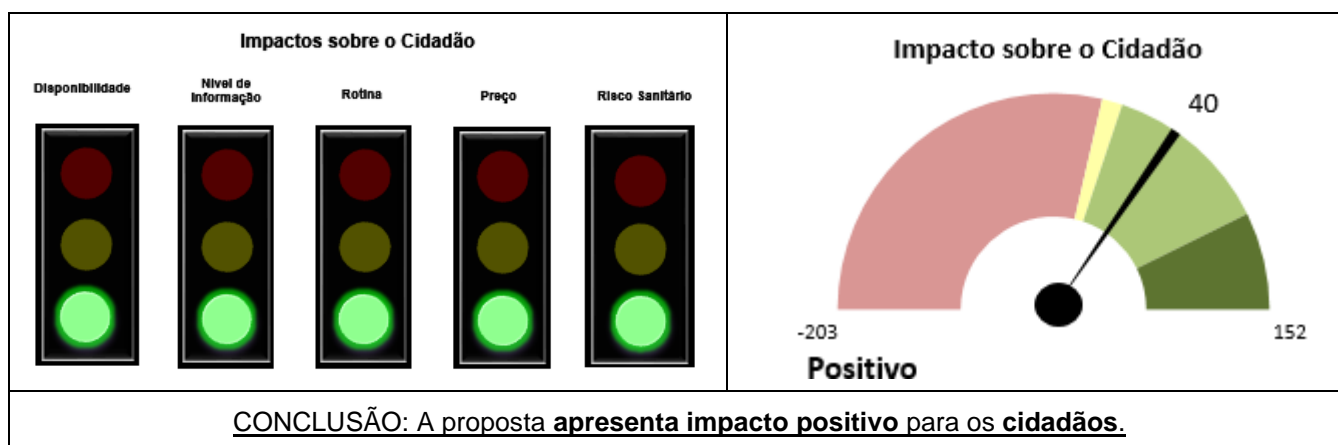 Impactos sobre o Cidadão
Disponibilidade
Nível de
Informação
Rotina
Preço
Risco Sanitário
Impacto sobre o Cidadão
40
-203
152
Positivo
CONCLUSÃO: A proposta apresenta impacto positivo para os cidadãos.